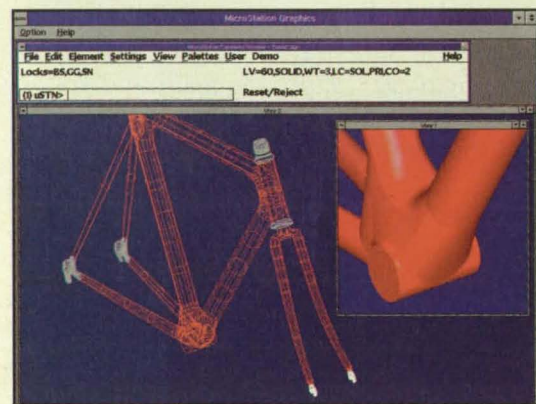 MicroStation Graphics
Option Help
File Edit Element Settings View Palettes User Demo Help
Locks=BS,GG,SN LV=60,SOLID,WT=3,LC=SOL,PRI,CO=2
(1) uSTN> Reset/Reject
View 2
View 1